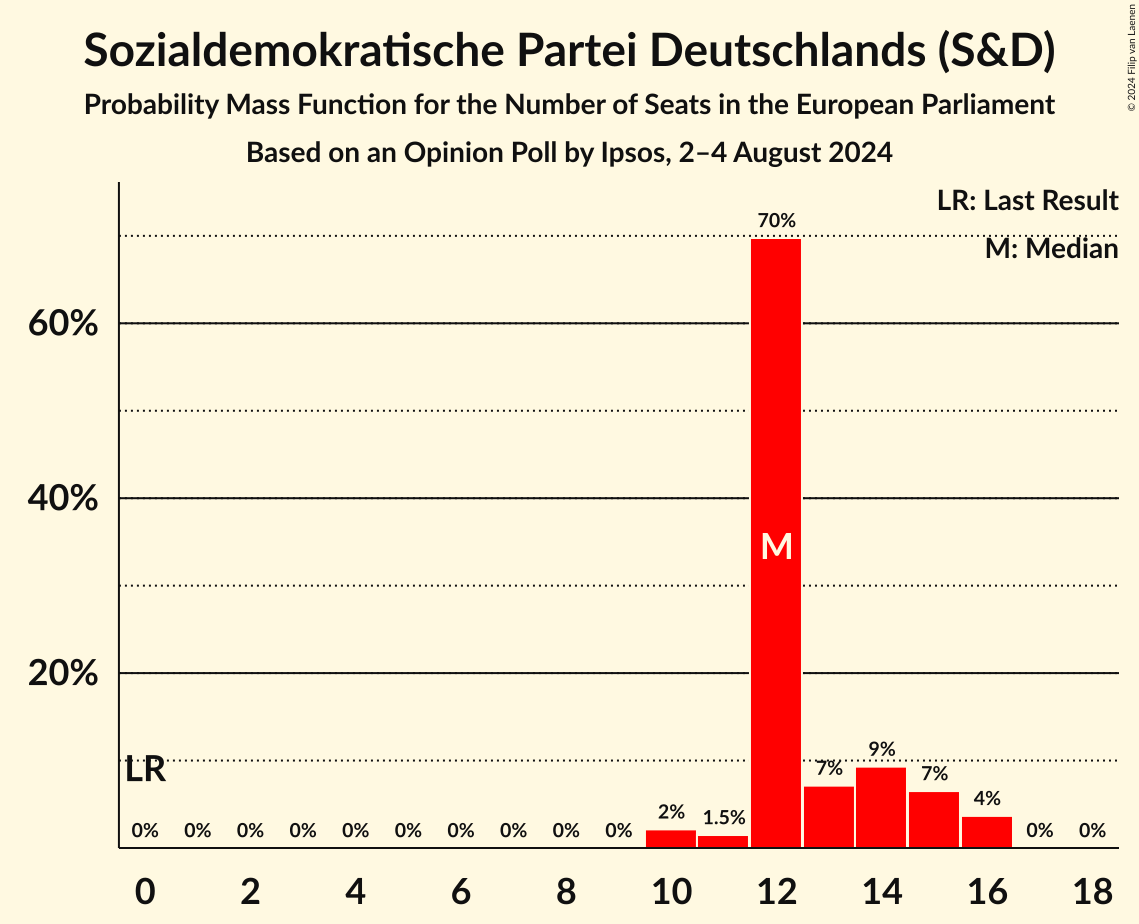 Sozialdemokratische Partei Deutschlands (S&D)
Probability Mass Function for the Number of Seats in the European Parliament
Based on an Opinion Poll by Ipsos, 2–4 August 2024
© 2024 Filip van Laenen
LR: Last Result
M: Median
70%
60%
40%
M
20%
LR
0% 0% 0% 0% 0% 0% 0% 0% 0% 0% 2% 1.5% 7% 9% 7% 4% 0% 0%
0 2 4 6 8 10 12 14 16 18